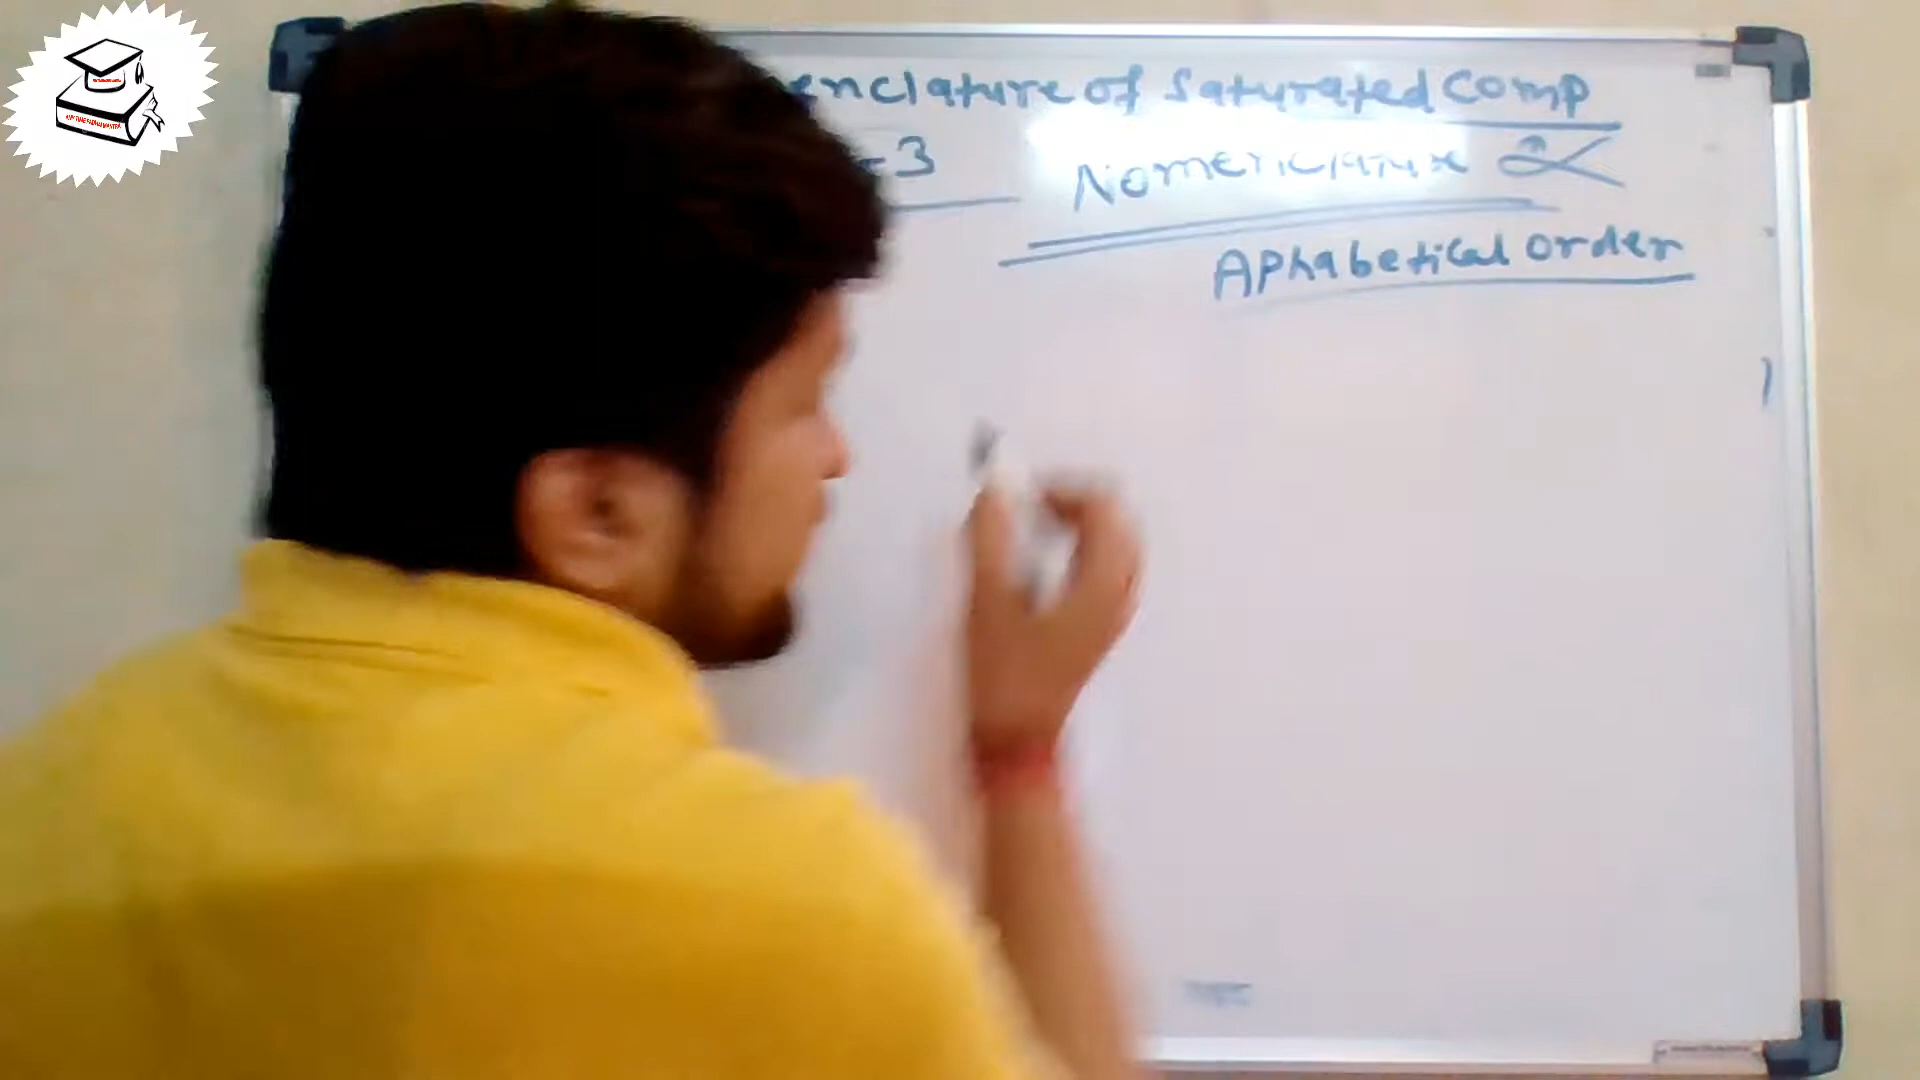 enclature of Saturated Comp
-3
Nomenclature α
Aphabetical order